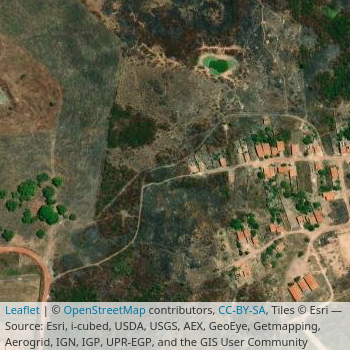 Leaflet | © OpenStreetMap contributors, CC-BY-SA, Tiles © Esri —
Source: Esri, i-cubed, USDA, USGS, AEX, GeoEye, Getmapping,
Aerogrid, IGN, IGP, UPR-EGP, and the GIS User Community